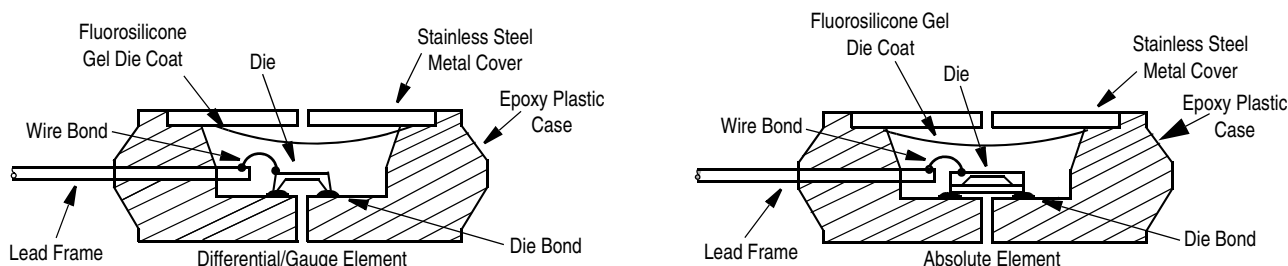 Fluorosilicone
Gel Die Coat
Die
Stainless Steel
Metal Cover
Epoxy Plastic
Case
Wire Bond
Lead Frame
Die Bond
Differential/Gauge Element
Fluorosilicone Gel
Die Coat
Die
Stainless Steel
Metal Cover
Epoxy Plastic
Case
Wire Bond
Lead Frame
Die Bond
Absolute Element